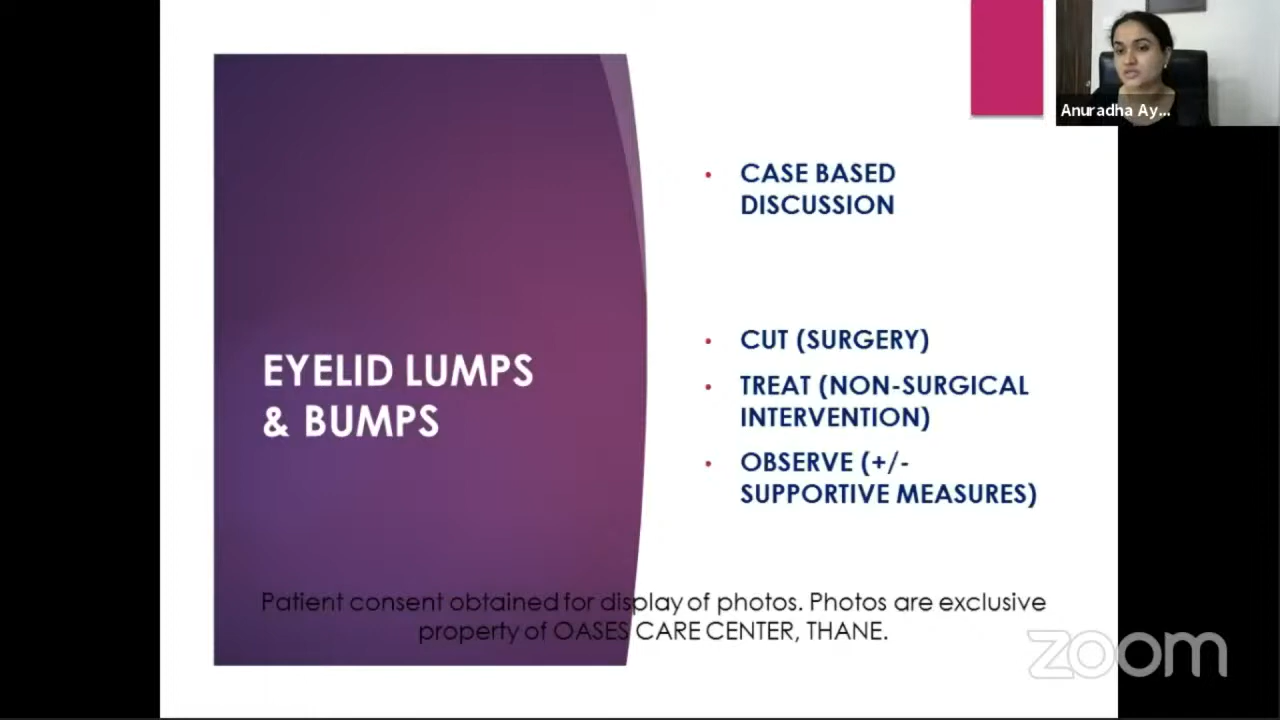 Anuradha Ay...
CASE BASED
DISCUSSION
EYELID LUMPS
& BUMPS
CUT (SURGERY)
TREAT (NON-SURGICAL
INTERVENTION)
OBSERVE (+/-
SUPPORTIVE MEASURES)
Patient consent obtained for display of photos. Photos are exclusive
property of OASES CARE CENTER, THANE.
zoom